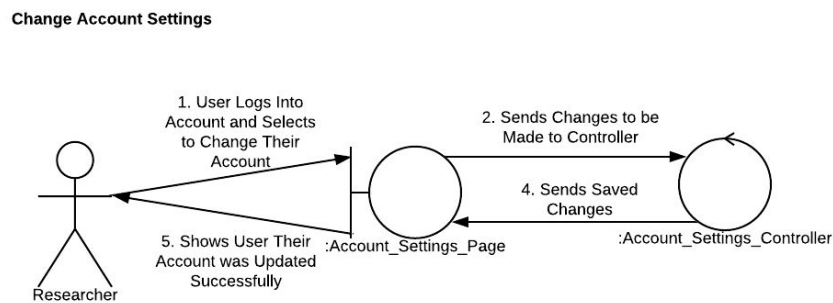 Change Account Settings
1. User Logs Into
Account and Selects
to Change Their
Account
2. Sends Changes to be
Made to Controller
4. Sends Saved
Changes
5. Shows User Their
Account was Updated
Successfully
:Account_Settings_Page
:Account_Settings_Controller
Researcher